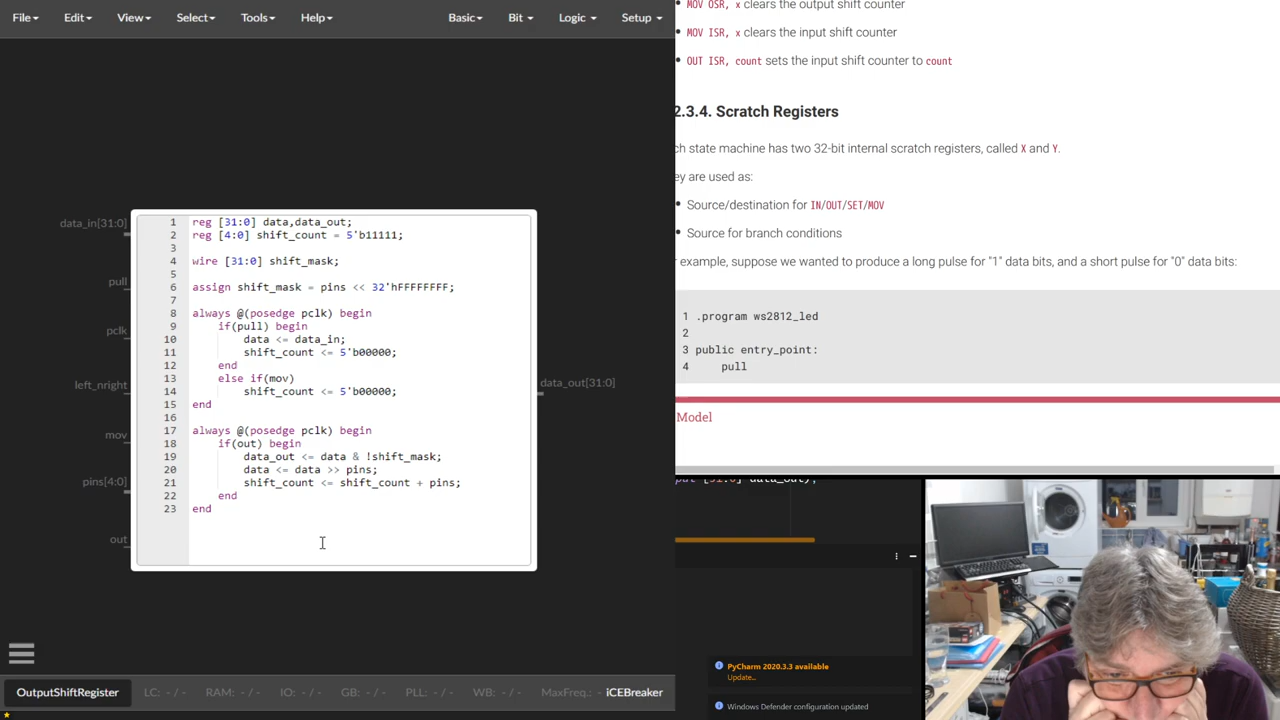 File▾ Edit▾ View▾ Select▾ Tools▾ Help▾ Basic▾ Bit▾ Logic▾ Setup▾
data_in[31:0]
pull
pclk
left_nright
mov
pins[4:0]
out
1 reg [31:0] data,data_out;
2 reg [4:0] shift_count = 5'b11111;
3
4 wire [31:0] shift_mask;
5
6 assign shift_mask = pins << 32'hFFFFFFFF;
7
8 always @(posedge pclk) begin
9 if(pull) begin
10 data <= data_in;
11 shift_count <= 5'b00000;
12 end
13 else if(mov)
14 shift_count <= 5'b00000;
15 end
16
17 always @(posedge pclk) begin
18 if(out) begin
19 data_out <= data & !shift_mask;
20 data <= data >> pins;
21 shift_count <= shift_count + pins;
22 end
23 end
data_out[31:0]
OutputShiftRegister LC: - / - RAM: - / - IO: - / - GB: - / - PLL: - / - WB: - / - MaxFreq.: - iCEBreaker
• MOV OSR, x clears the output shift counter
• MOV ISR, x clears the input shift counter
• OUT ISR, count sets the input shift counter to count
2.3.4. Scratch Registers
ch state machine has two 32-bit internal scratch registers, called X and Y.
ey are used as:
• Source/destination for IN/OUT/SET/MOV
• Source for branch conditions
r example, suppose we wanted to produce a long pulse for "1" data bits, and a short pulse for "0" data bits:
1 .program ws2812_led
2
3 public entry_point:
4 pull
Model
[31:0] data_out);
PyCharm 2020.3.3 available
Update...
Windows Defender configuration updated